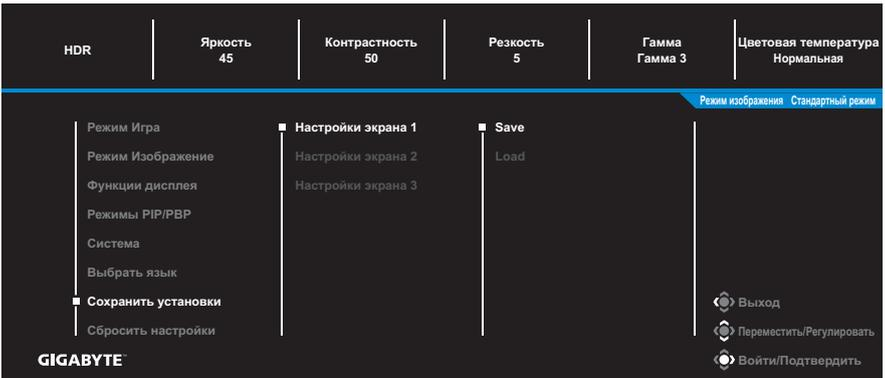 HDR
Яркость
45
Контрастность
50
Резкость
5
Гамма
Гамма 3
Цветовая температура
Нормальная
Режим изображения Стандартный режим
Режим Игра
Режим Изображение
Функции дисплея
Режимы PIP/PBP
Система
Выбрать язык
Сохранить установки
Сбросить настройки
Настройки экрана 1
Настройки экрана 2
Настройки экрана 3
Save
Load
Выход
Переместить/Регулировать
Войти/Подтвердить
GIGABYTE™